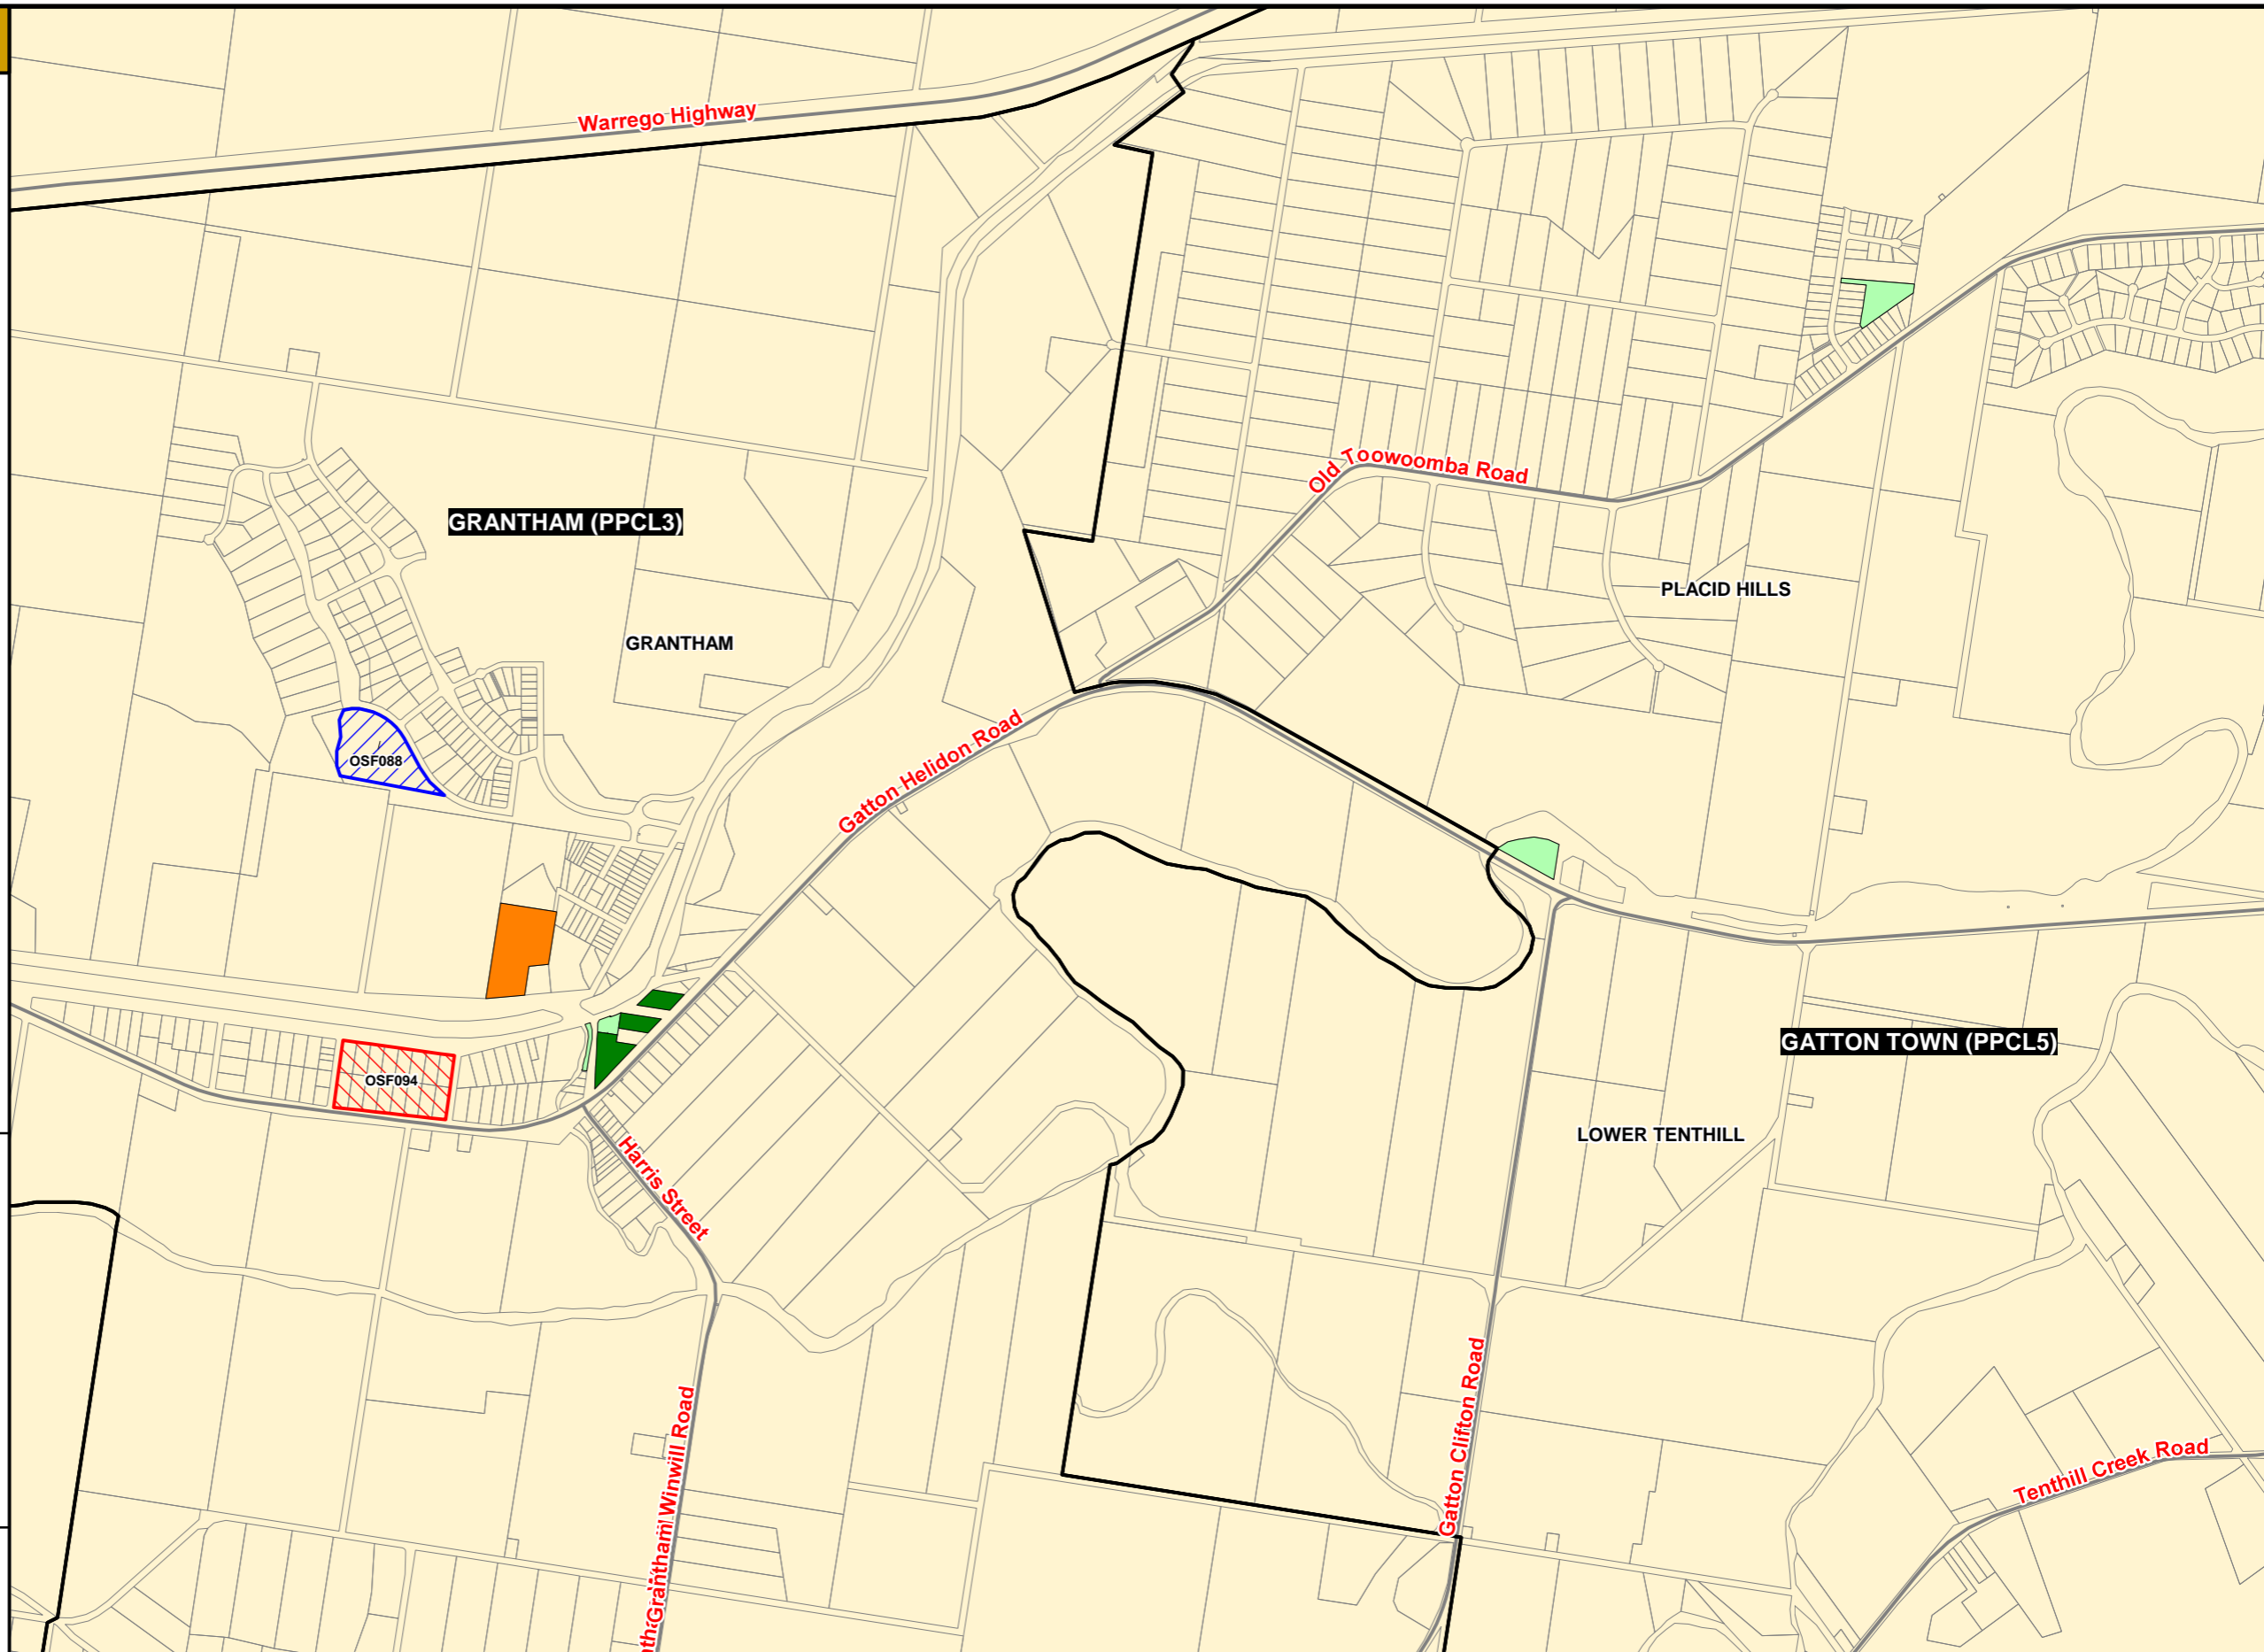 Warrego Highway
Old Toowoomba Road
GRANTHAM (PPCL3)
PLACID HILLS
GRANTHAM
Gatton Helidon Road
OSF088
GATTON TOWN (PPCL5)
OSF094
LOWER TENTHILL
Harris Street
Gatton Clifton Road
Winwill Road
Grantham
Tenthill Creek Road